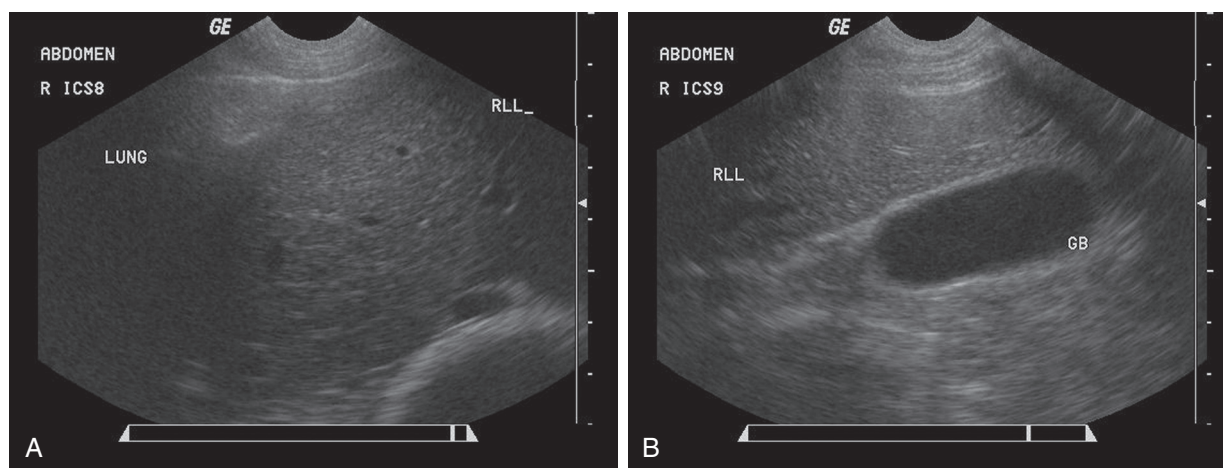 GE
ABDOMEN
R ICS8
RLL_
LUNG
A
GE
ABDOMEN
R ICS9
RLL
GB
B